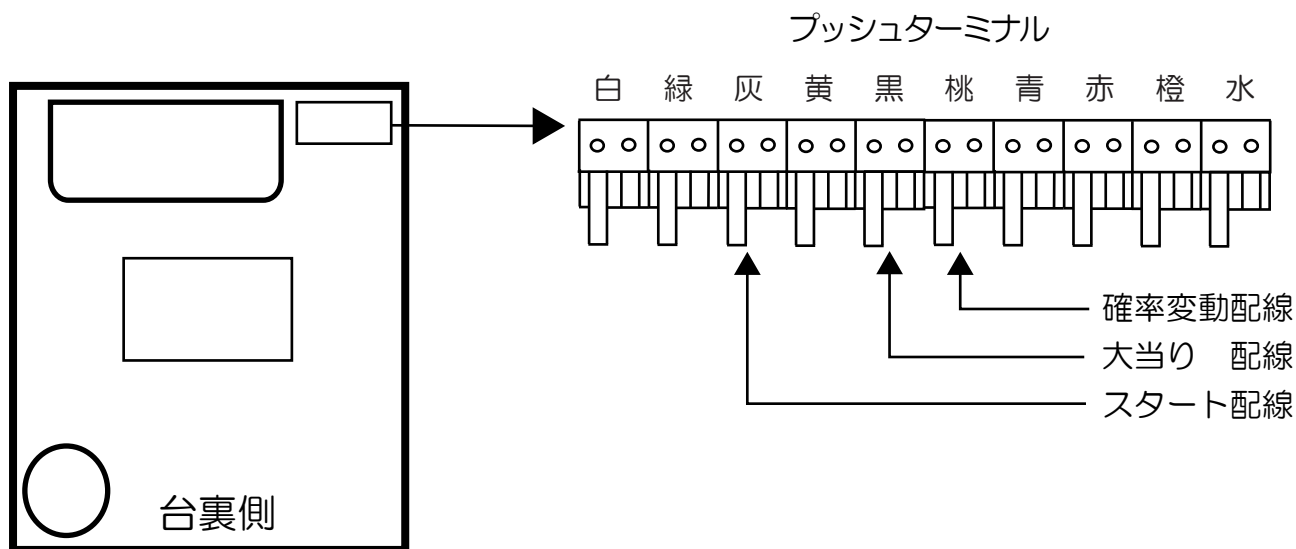 プッシュターミナル
白 緑 灰 黄 黒 桃 青 赤 橙 水
確率変動配線
大当り 配線
スタート配線
台裏側